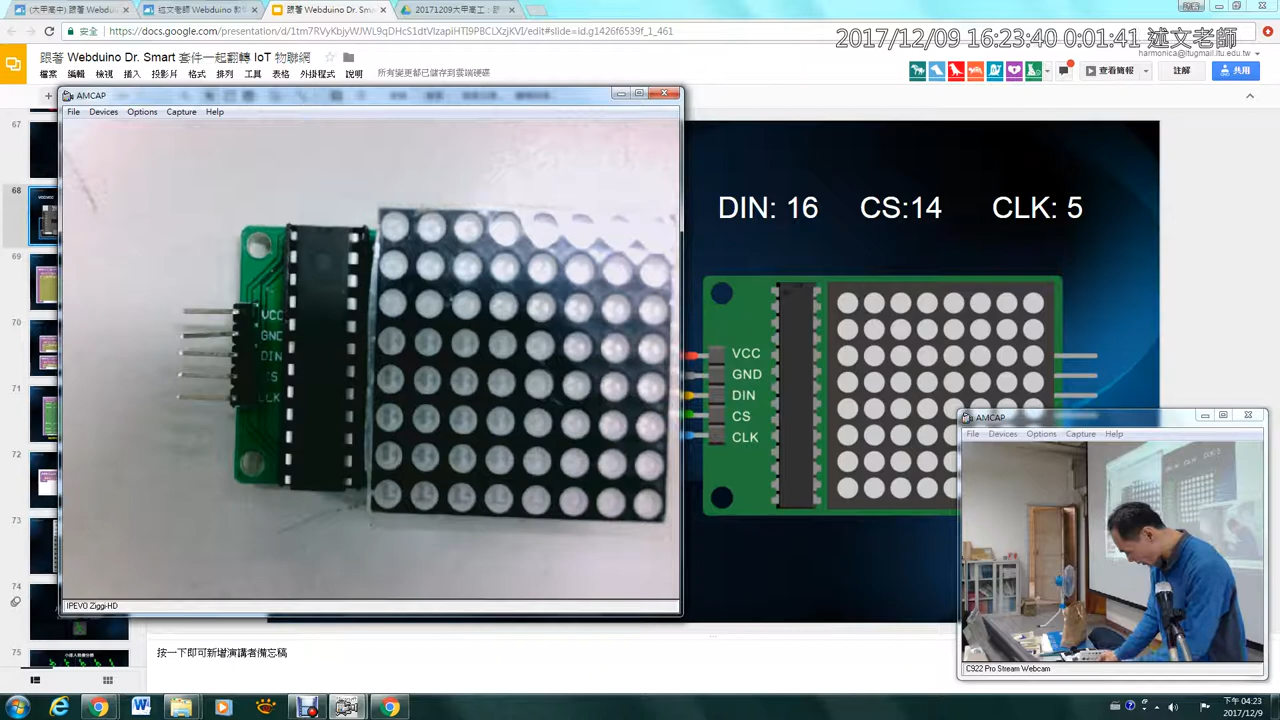 (大甲高中) Webduino
述文老師 Webduino 教
跟著 Webduino Dr. Smart
20171209大甲高工：跟
安全 https://docs.google.com/presentation/d/1tm7RVyKbjyWJWL9qDHcS1dtVIzapiHTI9PBCLXzjKVI/edit#slide=id.g1426f6539f_1_461
2017/12/09 16:23:40 0:01:41 述文老師
跟著 Webduino Dr. Smart 套件一起翻轉 IoT 物聯網
harmonica@itugmail.itu.edu.tw
檔案 編輯 檢視 插入 投影片 格式 排列 工具 表格 外掛程式 說明 所有變更都已儲存到雲端硬碟
查看簡報 註解 共用
AMCAP
File Devices Options Capture Help
67
68
69
70
71
72
73
74
75
VCC
GND
DIN
CS
CLK
DIN: 16 CS:14 CLK: 5
VCC
GND
DIN
CS
CLK
IPEVO Ziggi-HD
AMCAP
File Devices Options Capture Help
C922 Pro Stream Webcam
按一下即可新增演講者備忘稿
下午 04:23
2017/12/9